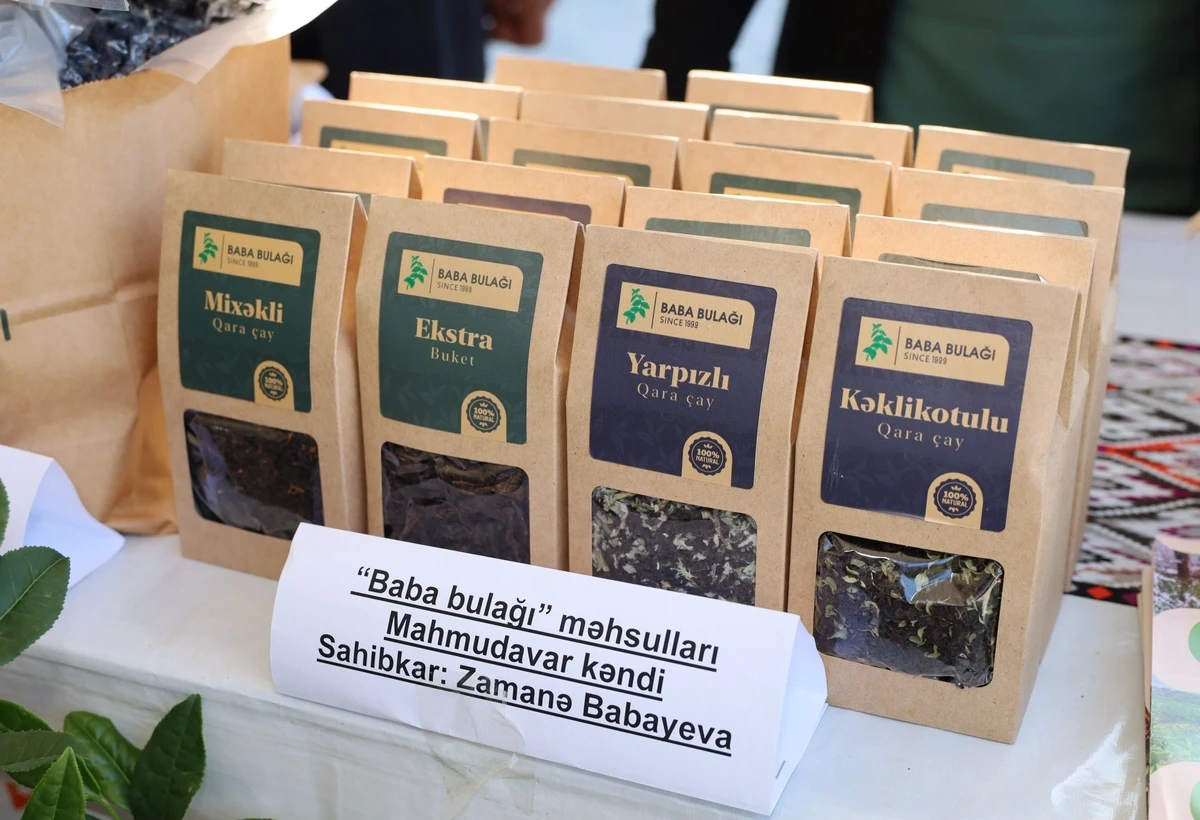 BABA BULAĞI
SINCE 1999
Mixəkli
Qara çay
100%
NATURAL
BABA BULAĞI
SINCE 1999
Ekstra
Buket
100%
NATURAL
BABA BULAĞI
SINCE 1999
Yarpızlı
Qara çay
100%
NATURAL
BABA BULAĞI
SINCE 1999
Kəklikotulu
Qara çay
100%
NATURAL
“Baba bulağı” məhsulları
Mahmudavar kəndi
Sahibkar: Zamanə Babayeva